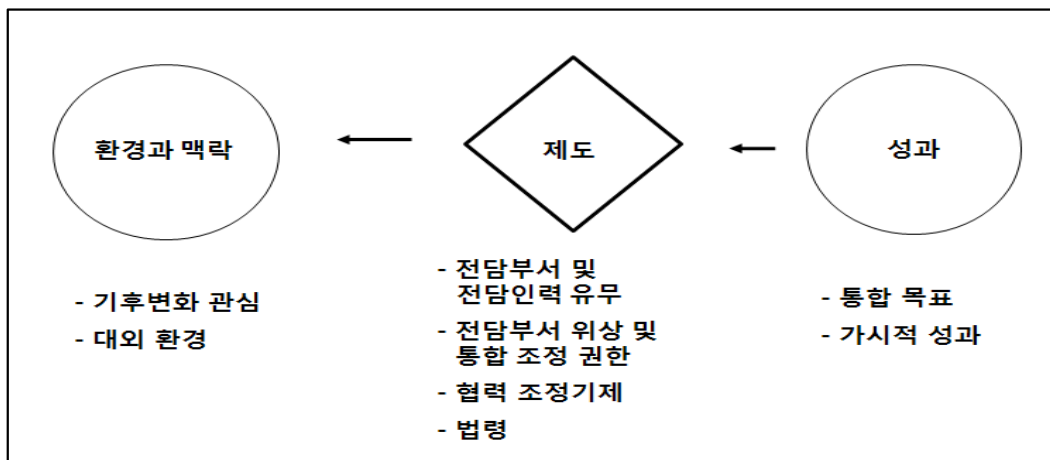 환경과 맥락
제도
성과
- 기후변화 관심
- 대외 환경
- 전담부서 및
전담인력 유무
- 전담부서 위상 및
통합 조정 권한
- 협력 조정기제
- 법령
- 통합 목표
- 가시적 성과